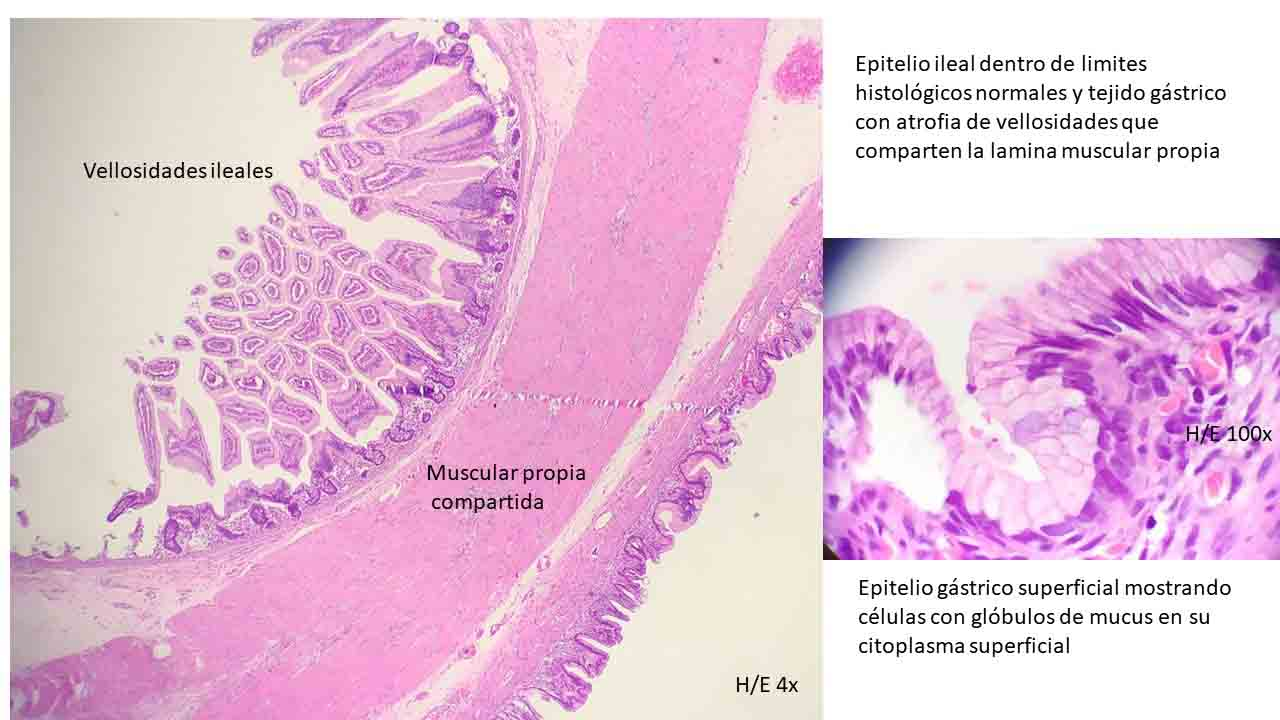 Vellosidades ileales
Muscular propia
compartida
H/E 4x
Epitelio ileal dentro de limites
histológicos normales y tejido gástrico
con atrofia de vellosidades que
comparten la lamina muscular propia
H/E 100x
Epitelio gástrico superficial mostrando
células con glóbulos de mucus en su
citoplasma superficial